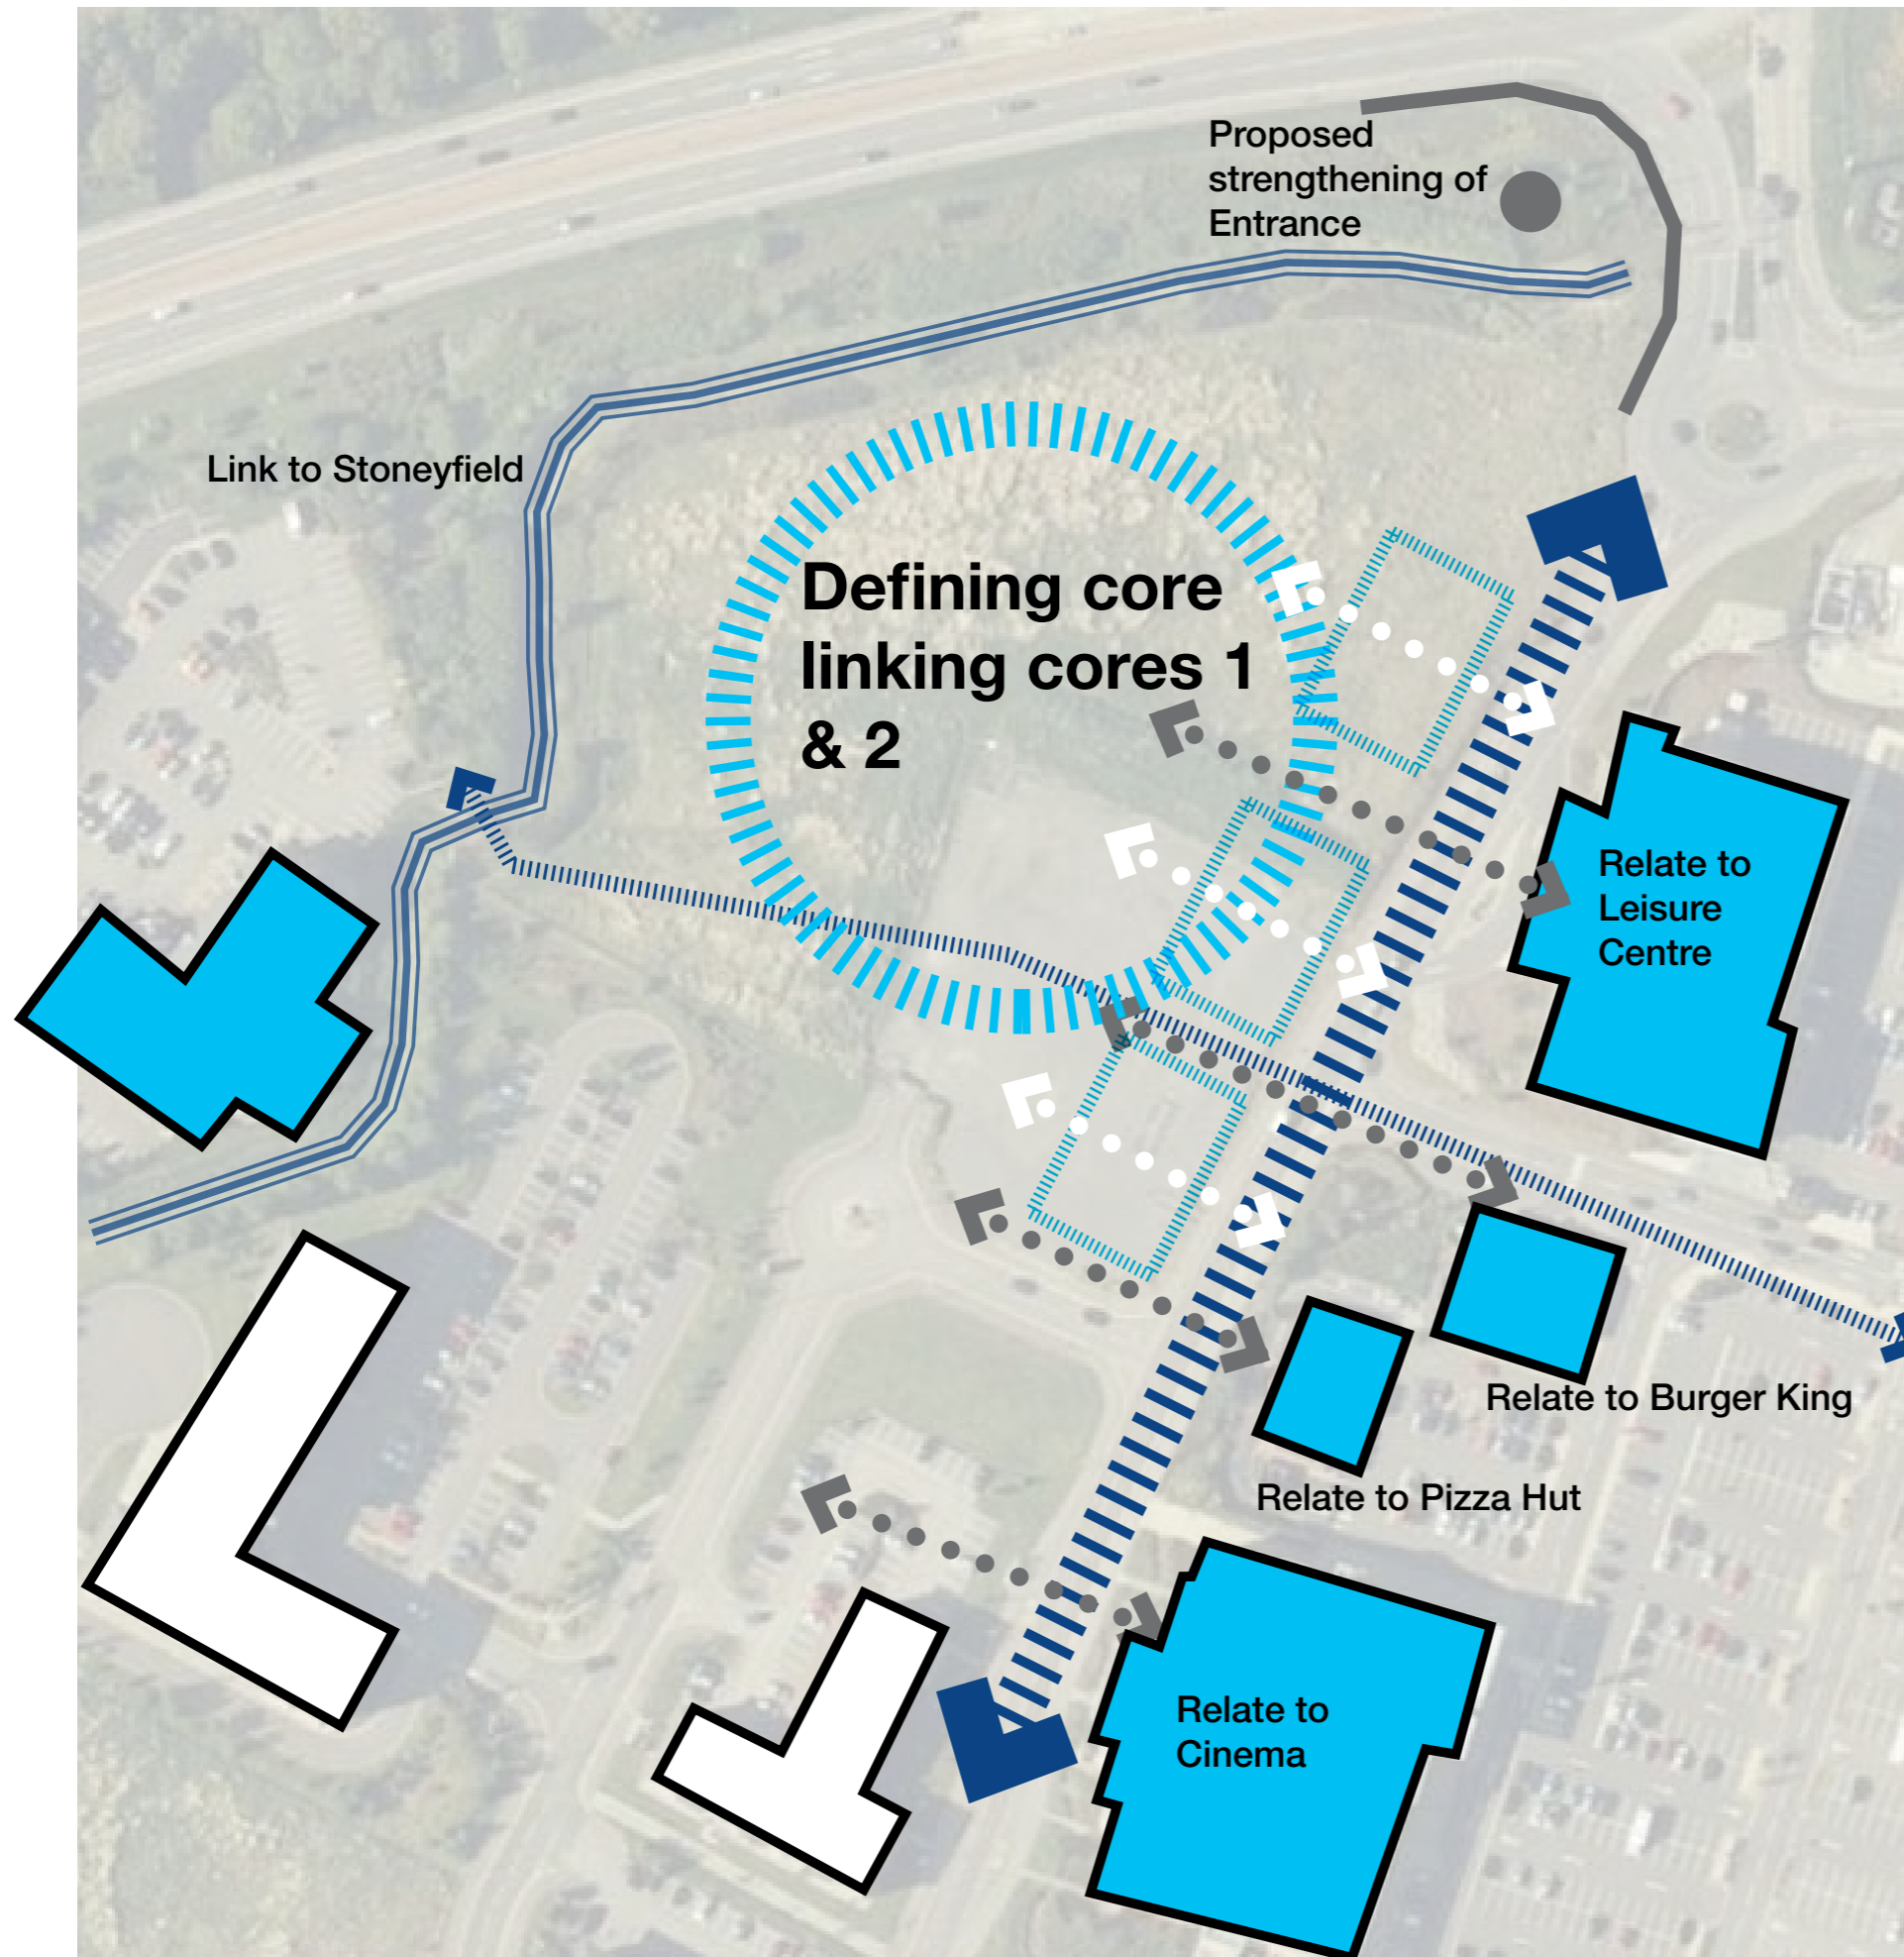 Proposed
strengthening of
Entrance
Link to Stoneyfield
Defining core
linking cores 1
& 2
Relate to
Leisure
Centre
Relate to Burger King
Relate to Pizza Hut
Relate to
Cinema